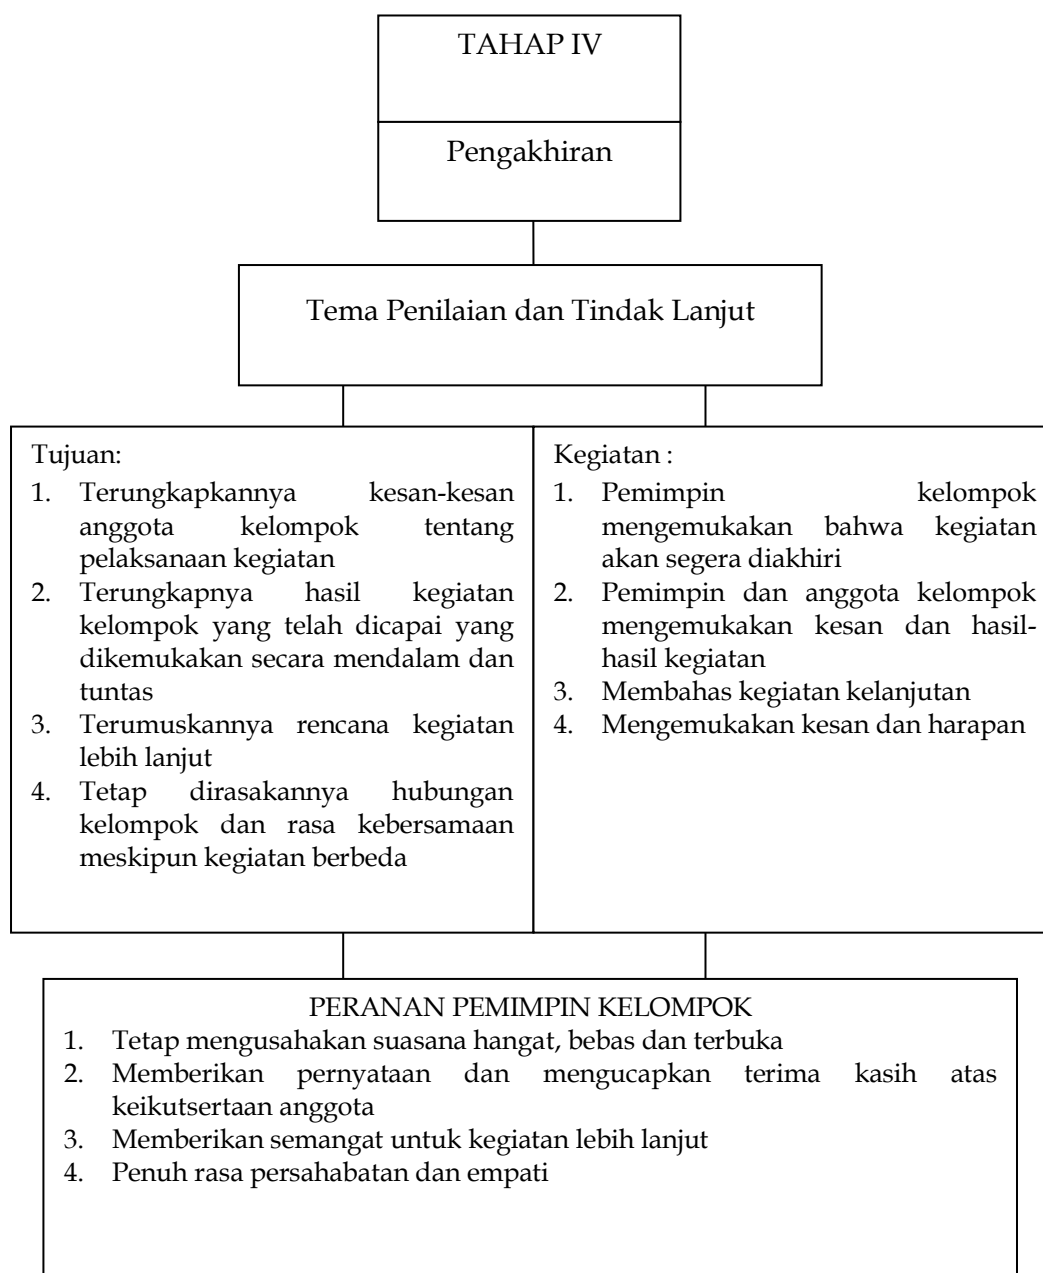 TAHAP IV
Pengakhiran
Tema Penilaian dan Tindak Lanjut
Tujuan:
1. Terungkapkannya kesan-kesan
anggota kelompok tentang
pelaksanaan kegiatan
2. Terungkapnya hasil kegiatan
kelompok yang telah dicapai yang
dikemukakan secara mendalam dan
tuntas
3. Terumuskannya rencana kegiatan
lebih lanjut
4. Tetap dirasakannya hubungan
kelompok dan rasa kebersamaan
meskipun kegiatan berbeda
Kegiatan :
1. Pemimpin kelompok
mengemukakan bahwa kegiatan
akan segera diakhiri
2. Pemimpin dan anggota kelompok
mengemukakan kesan dan hasil-
hasil kegiatan
3. Membahas kegiatan kelanjutan
4. Mengemukakan kesan dan harapan
PERANAN PEMIMPIN KELOMPOK
1. Tetap mengusahakan suasana hangat, bebas dan terbuka
2. Memberikan pernyataan dan mengucapkan terima kasih atas
keikutsertaan anggota
3. Memberikan semangat untuk kegiatan lebih lanjut
4. Penuh rasa persahabatan dan empati